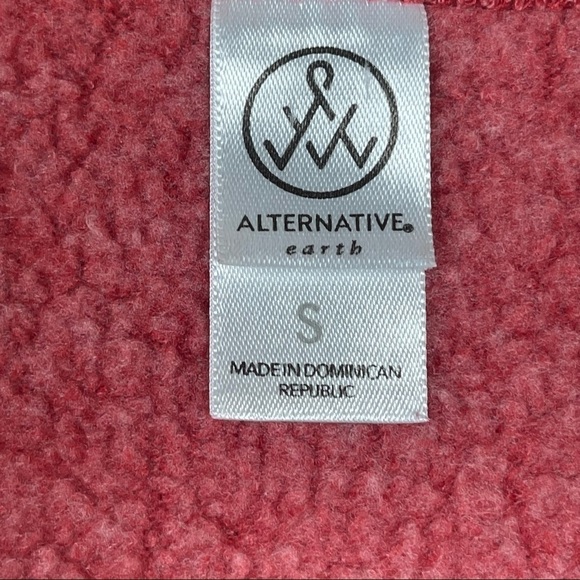 ALTERNATIVE®
earth
S
MADE IN DOMINICAN
REPUBLIC